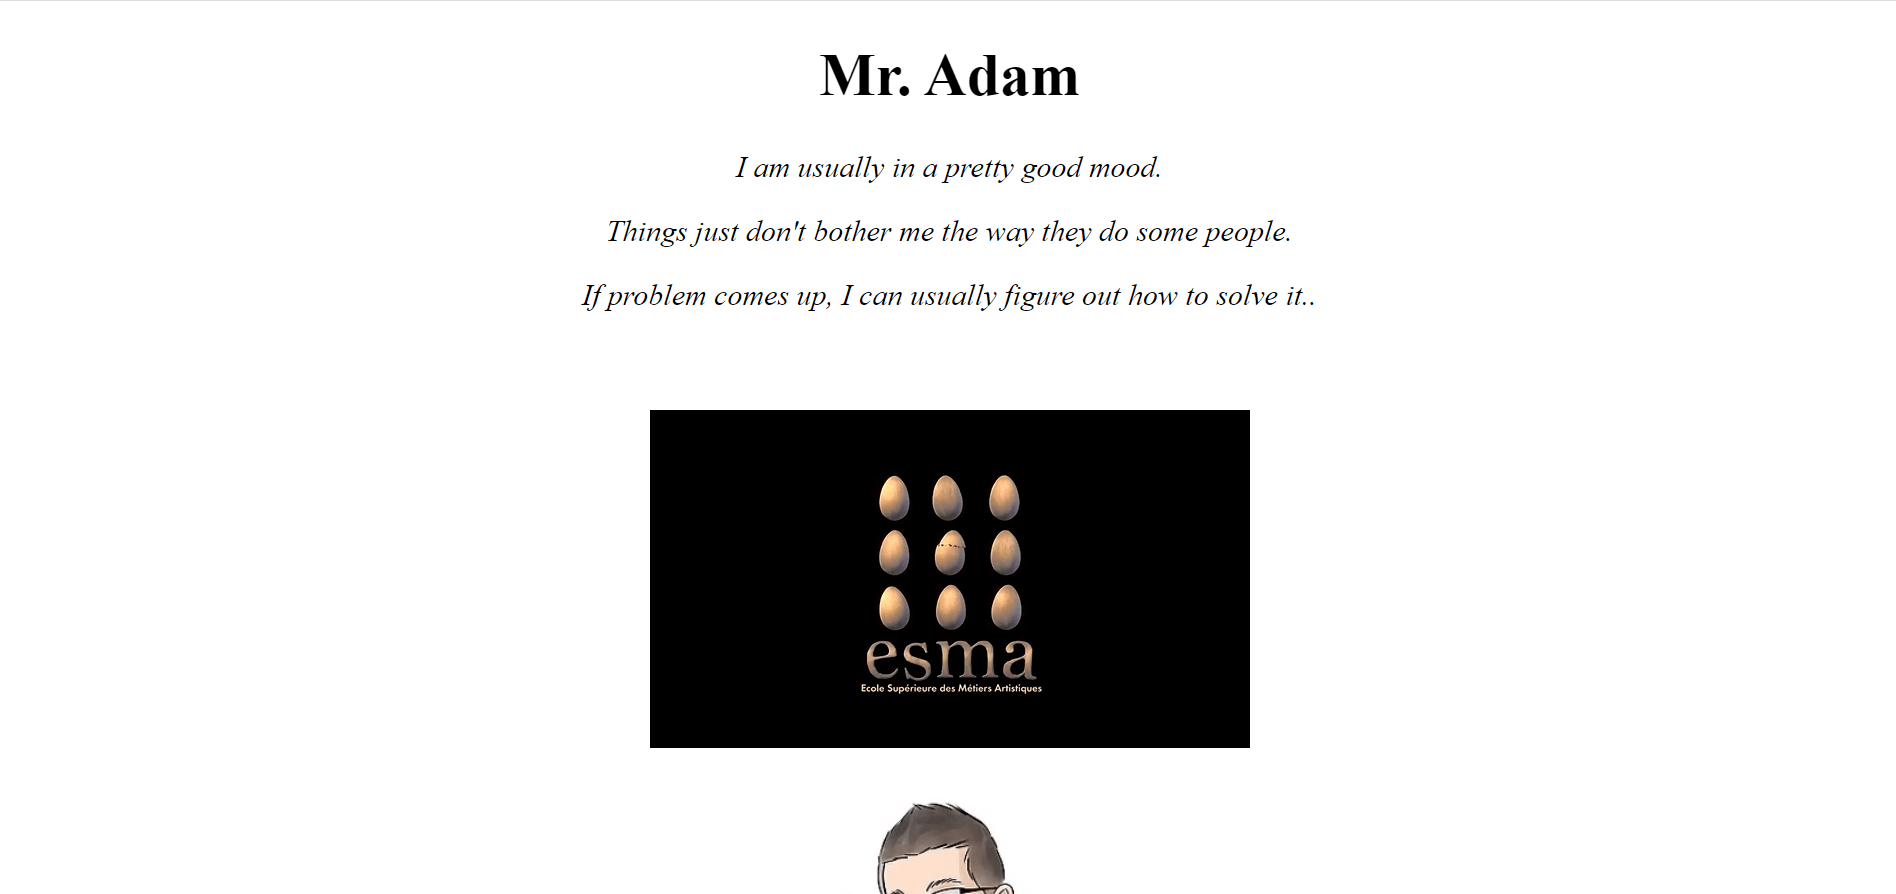 Mr. Adam
I am usually in a pretty good mood.
Things just don't bother me the way they do some people.
If problem comes up, I can usually figure out how to solve it..
esma
Ecole Supérieure des Métiers Artistiques